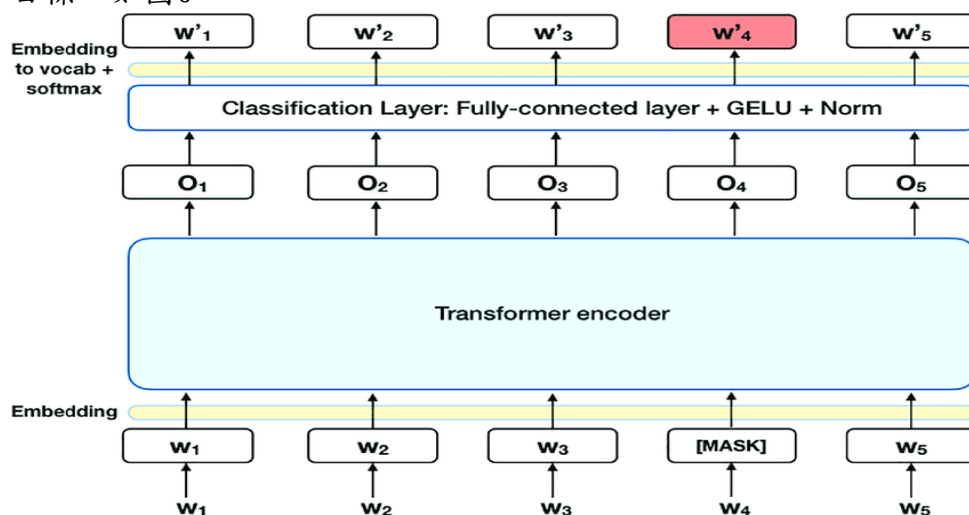 w'1 w'2 w'3 w'4 w'5
Embedding
to vocab +
softmax
Classification Layer: Fully-connected layer + GELU + Norm
O1 O2 O3 O4 O5
Transformer encoder
Embedding
W1 W2 W3 [MASK] W5
W1 W2 W3 W4 W5